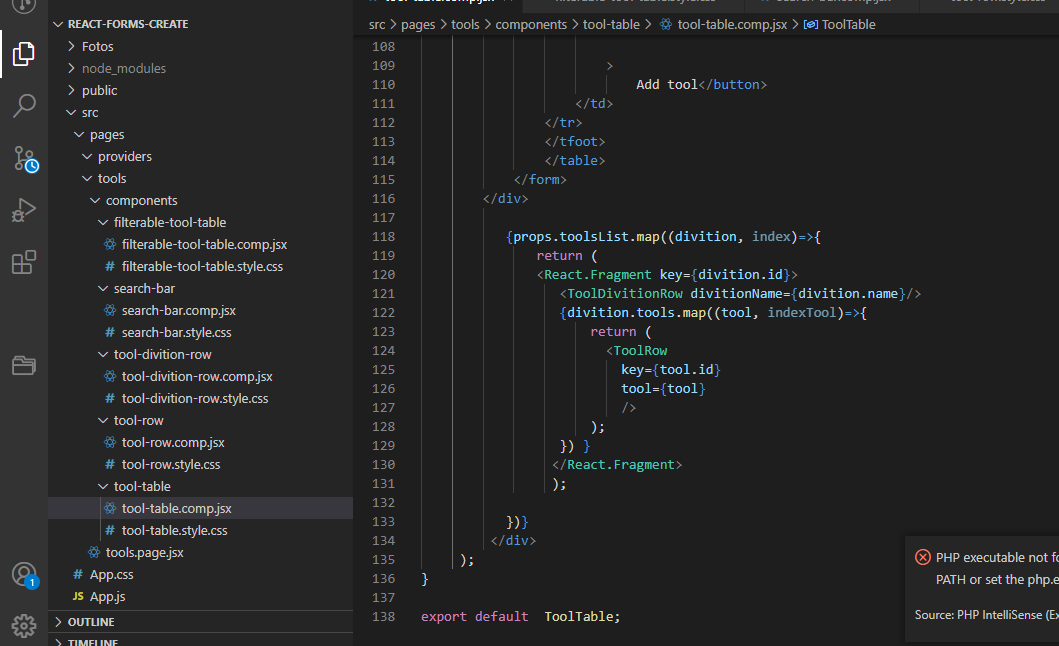 REACT-FORMS-CREATE
Fotos
node_modules
public
src
pages
providers
tools
components
filterable-tool-table
filterable-tool-table.comp.jsx
# filterable-tool-table.style.css
search-bar
search-bar.comp.jsx
# search-bar.style.css
tool-divition-row
tool-divition-row.comp.jsx
# tool-divition-row.style.css
tool-row
tool-row.comp.jsx
# tool-row.style.css
tool-table
tool-table.comp.jsx
# tool-table.style.css
tools.page.jsx
# App.css
JS App.js
OUTLINE
TIMELINE
1
src > pages > tools > components > tool-table > tool-table.comp.jsx > ToolTable
108
109 >
110 Add tool</button>
111 </td>
112 </tr>
113 </tfoot>
114 </table>
115 </form>
116 </div>
117
118 {props.toolsList.map((divition, index)=>{
119 return (
120 <React.Fragment key={divition.id}>
121 <ToolDivitionRow divitionName={divition.name}/>
122 {divition.tools.map((tool, indexTool)=>{
123 return (
124 <ToolRow
125 key={tool.id}
126 tool={tool}
127 />
128 );
129 }) }
130 </React.Fragment>
131 );
132
133 })}
134 </div>
135 );
136 }
137
138 export default ToolTable;
PHP executable not
PATH or set the
Source: PHP IntelliSense